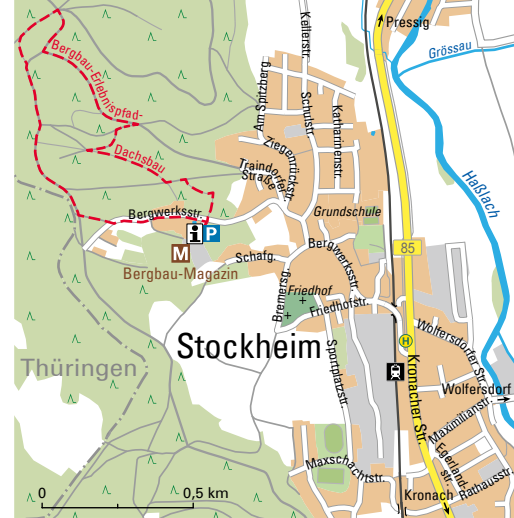 Pressig
Grössau
Kellerstr.
Bergbau-Erlebnispfad-
Dachsbau
Am Spitzberg
Schulstr
Katharinenstr.
Ziegenrückstr.
Traindorfer
Straße
Haßlach
Grundschule
Bergwerksstr.
i P
M
Bergbau-Magazin
Schafg.
Bergwerksstr.
85
Bremersg.
Friedhof
Friedhofstr.
H
Stockheim
Sportplatzstr.
Wolfersdorfer Str.
Kronacher Str.
Thüringen
Wolfersdorf
Maximilianstr.
Egerland-
str.
Rathausstr.
Maxschachtstr.
Kronach
0 0,5 km